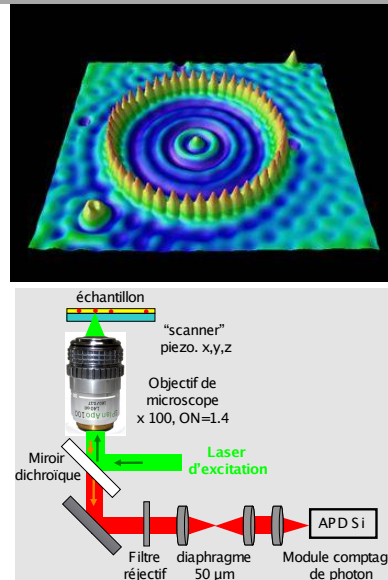 échantillon
"scanner"
piezo. x,y,z
Objectif de
microscope
x 100, ON=1.4
Miroir
dichroïque
Laser
d'excitation
APD Si
Filtre
réjectif
diaphragme
50 µm
Module comptage
de photon